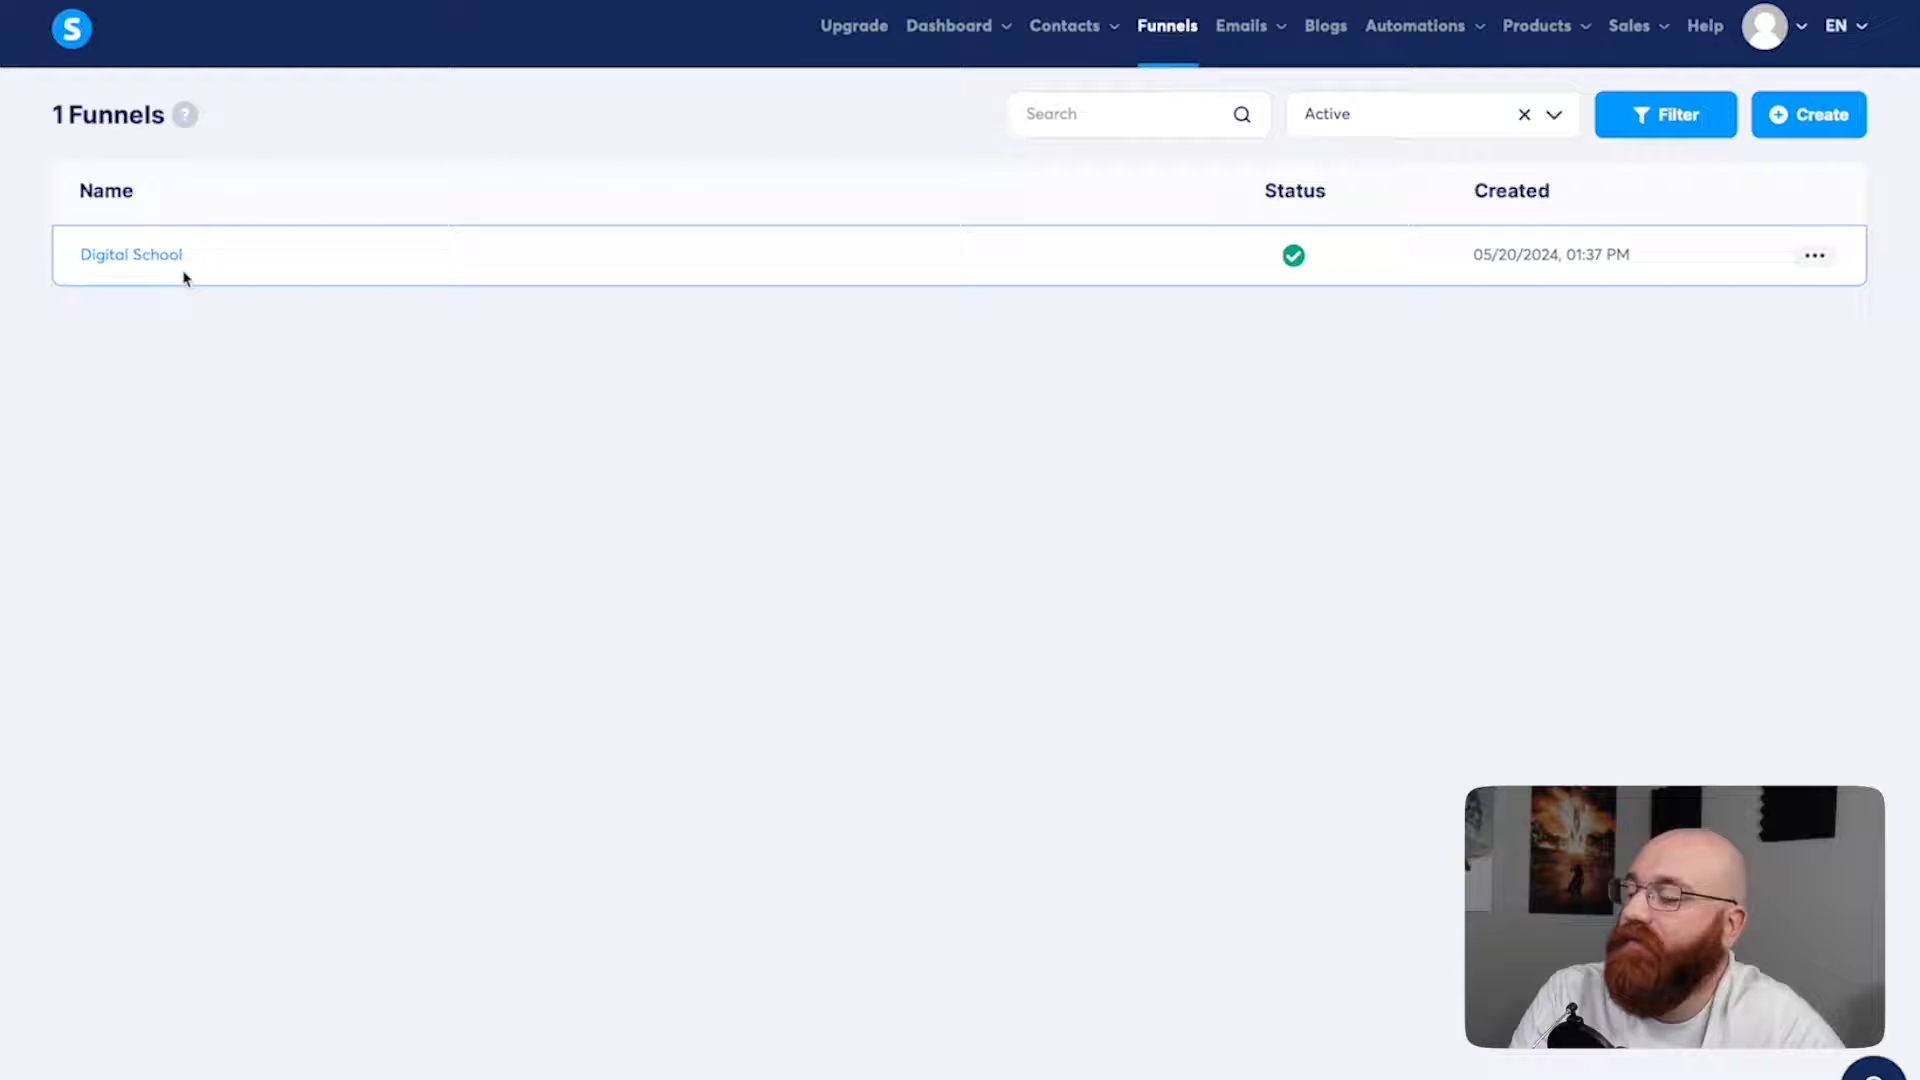 S
Upgrade Dashboard Contacts Funnels Emails Blogs Automations Products Sales Help EN
1 Funnels ? Search Active Filter Create
Name Status Created
Digital School 05/20/2024, 01:37 PM